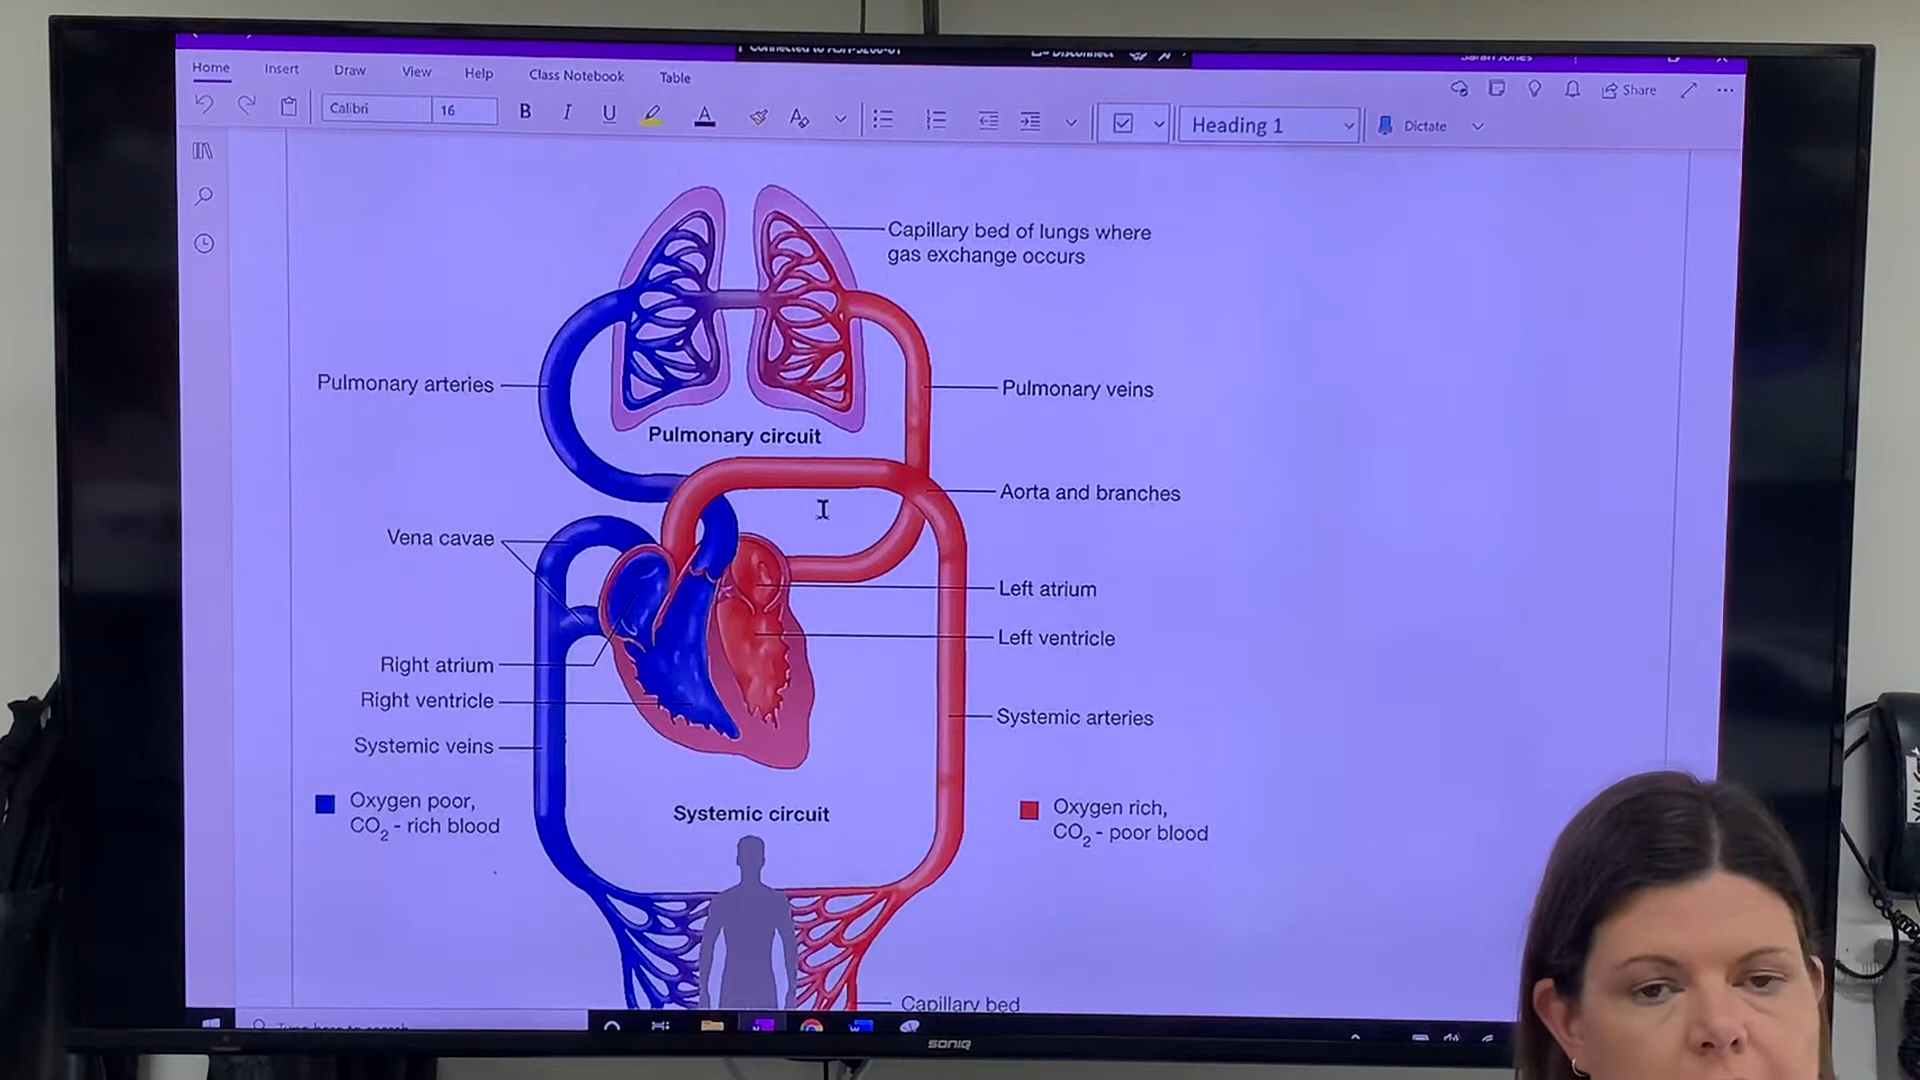 Home Insert Draw View Help Class Notebook Table
Share
Calibri 16 B I U A Heading 1 Dictate
Capillary bed of lungs where
gas exchange occurs
Pulmonary arteries
Pulmonary veins
Pulmonary circuit
Aorta and branches
Vena cavae
Left atrium
Left ventricle
Right atrium
Right ventricle
Systemic arteries
Systemic veins
Oxygen poor,
CO2 - rich blood
Systemic circuit
Oxygen rich,
CO2 - poor blood
Capillary bed
soniq